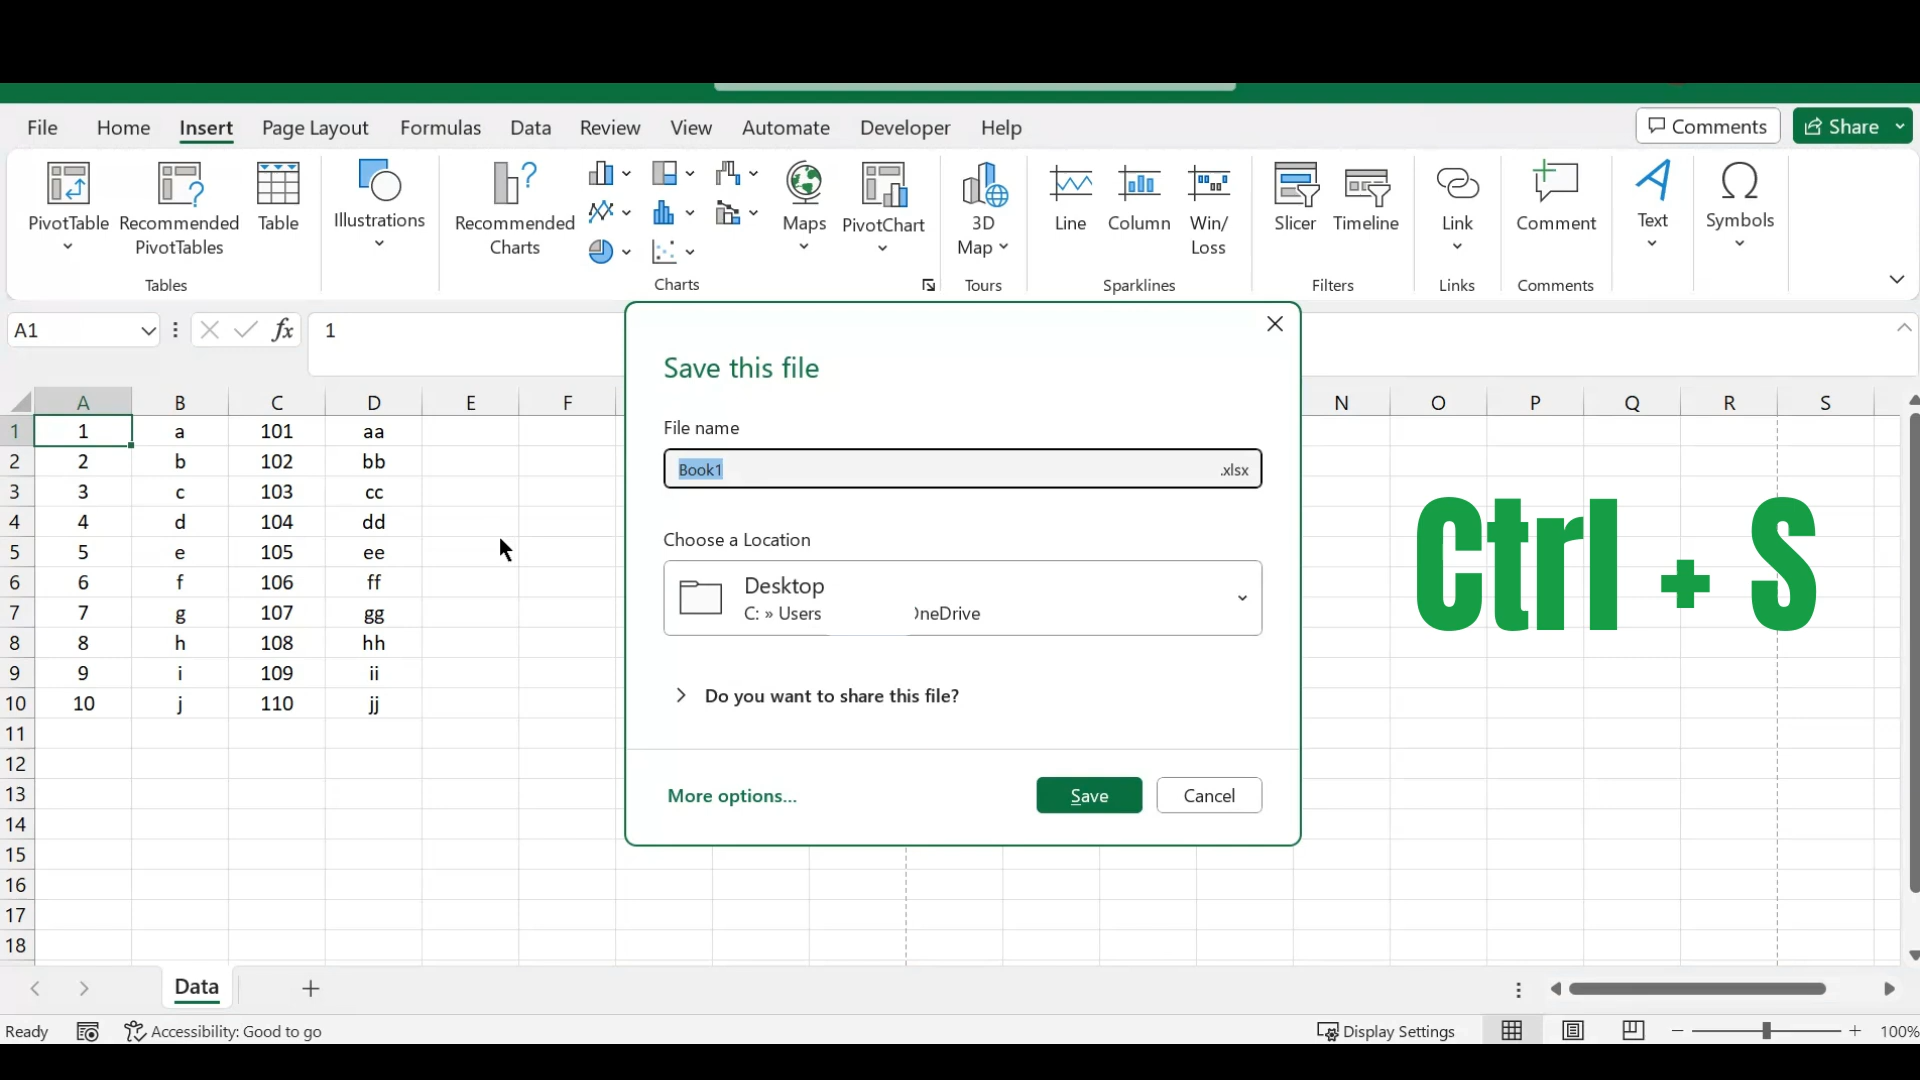 File Home Insert Page Layout Formulas Data Review View Automate Developer Help Comments Share
PivotTable Recommended PivotTables Table Illustrations Recommended Charts Maps PivotChart 3D Map Line Column Win/Loss Slicer Timeline Link Comment Text Symbols
Tables Charts Tours Sparklines Filters Links Comments
A1 fx 1
A B C D E F N O P Q R S
1 1 a 101 aa
2 2 b 102 bb
3 3 c 103 cc
4 4 d 104 dd
5 5 e 105 ee
6 6 f 106 ff
7 7 g 107 gg
8 8 h 108 hh
9 9 i 109 ii
10 10 j 110 jj
11
12
13
14
15
16
17
18
Save this file
File name
Book1 .xlsx
Choose a Location
Desktop
C: » Users
Do you want to share this file?
More options... Save Cancel
Ctrl + S
Data
Ready Accessibility: Good to go Display Settings 100%